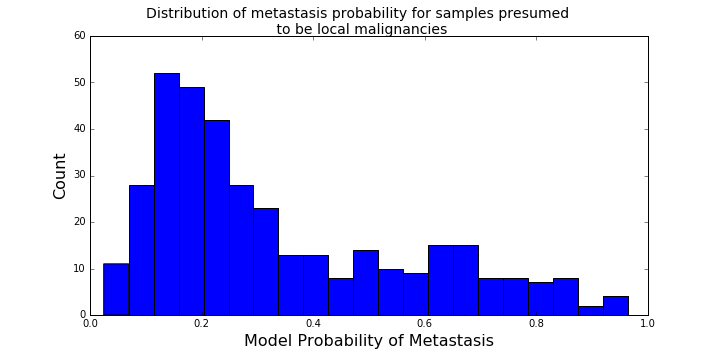 Distribution of metastasis probability for samples presumed
to be local malignancies
60
50
40
30
20
10
0
Count
0.0 0.2 0.4 0.6 0.8 1.0
Model Probability of Metastasis